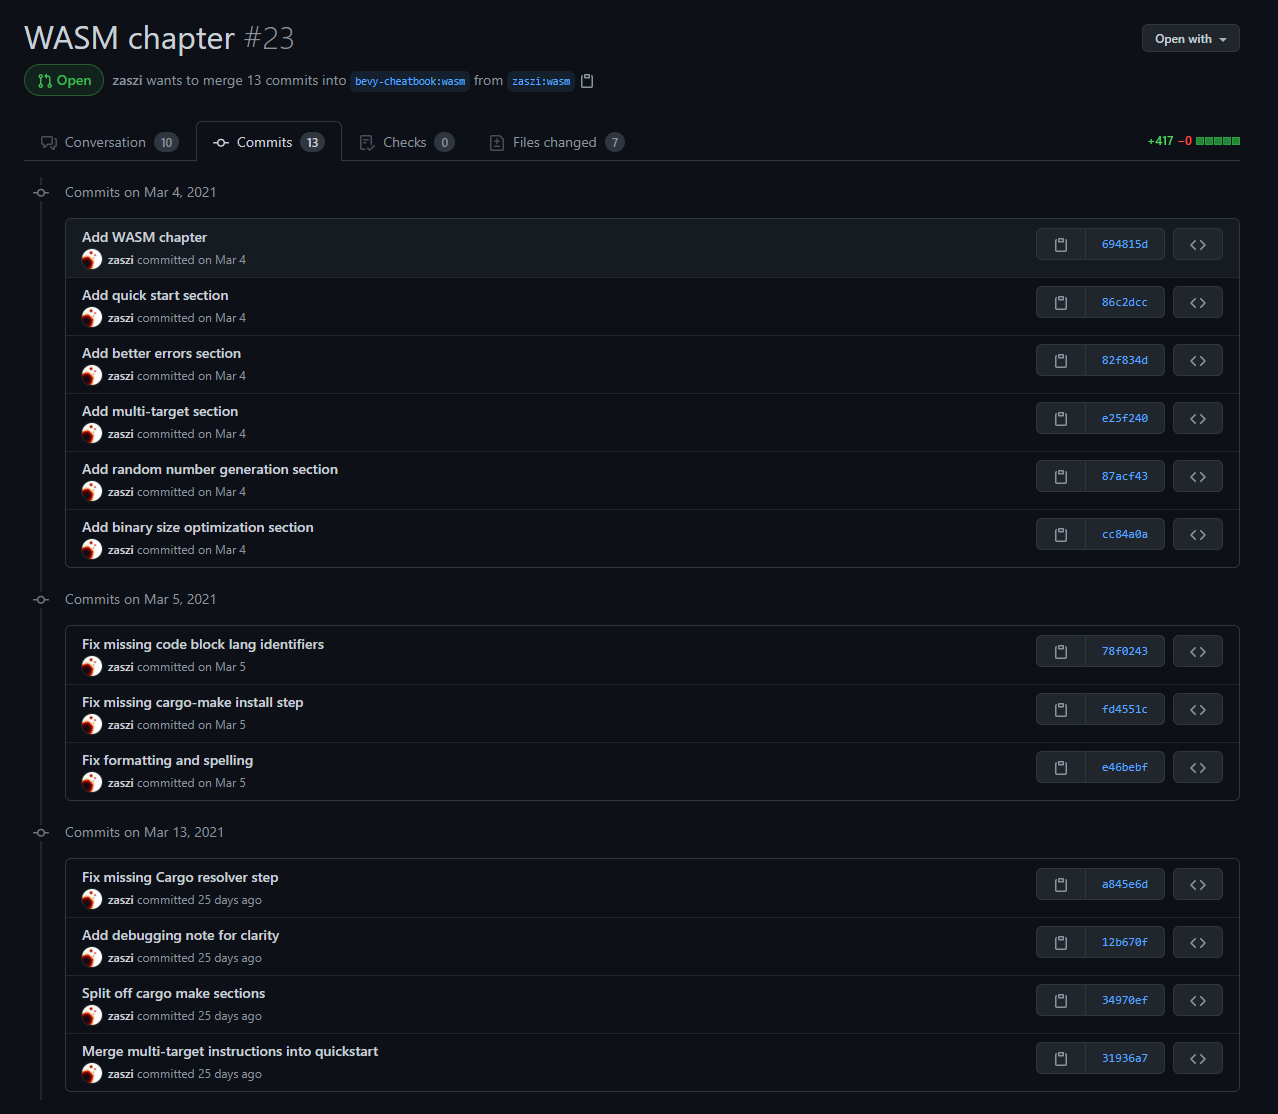 WASM chapter #23
Open with
Open zaszi wants to merge 13 commits into bevy-cheatbook:wasm from zaszi:wasm
Conversation 10 Commits 13 Checks 0 Files changed 7 +417 −0
Commits on Mar 4, 2021
Add WASM chapter
694815d
zaszi committed on Mar 4
Add quick start section
86c2dcc
zaszi committed on Mar 4
Add better errors section
82f834d
zaszi committed on Mar 4
Add multi-target section
e25f240
zaszi committed on Mar 4
Add random number generation section
87acf43
zaszi committed on Mar 4
Add binary size optimization section
cc84a0a
zaszi committed on Mar 4
Commits on Mar 5, 2021
Fix missing code block lang identifiers
78f0243
zaszi committed on Mar 5
Fix missing cargo-make install step
fd4551c
zaszi committed on Mar 5
Fix formatting and spelling
e46bebf
zaszi committed on Mar 5
Commits on Mar 13, 2021
Fix missing Cargo resolver step
a845e6d
zaszi committed 25 days ago
Add debugging note for clarity
12b670f
zaszi committed 25 days ago
Split off cargo make sections
34970ef
zaszi committed 25 days ago
Merge multi-target instructions into quickstart
31936a7
zaszi committed 25 days ago